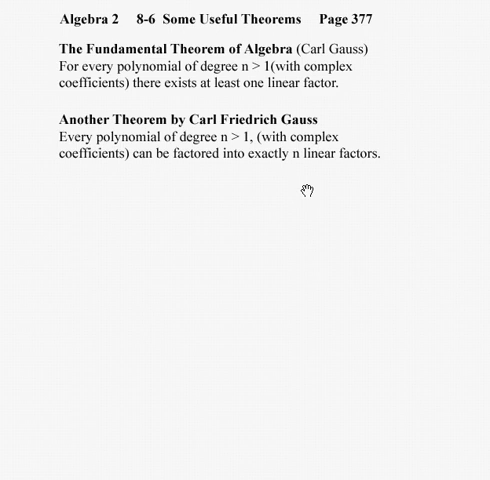 Algebra 2 8-6 Some Useful Theorems Page 377
The Fundamental Theorem of Algebra (Carl Gauss)
For every polynomial of degree n > 1(with complex
coefficients) there exists at least one linear factor.
Another Theorem by Carl Friedrich Gauss
Every polynomial of degree n > 1, (with complex
coefficients) can be factored into exactly n linear factors.